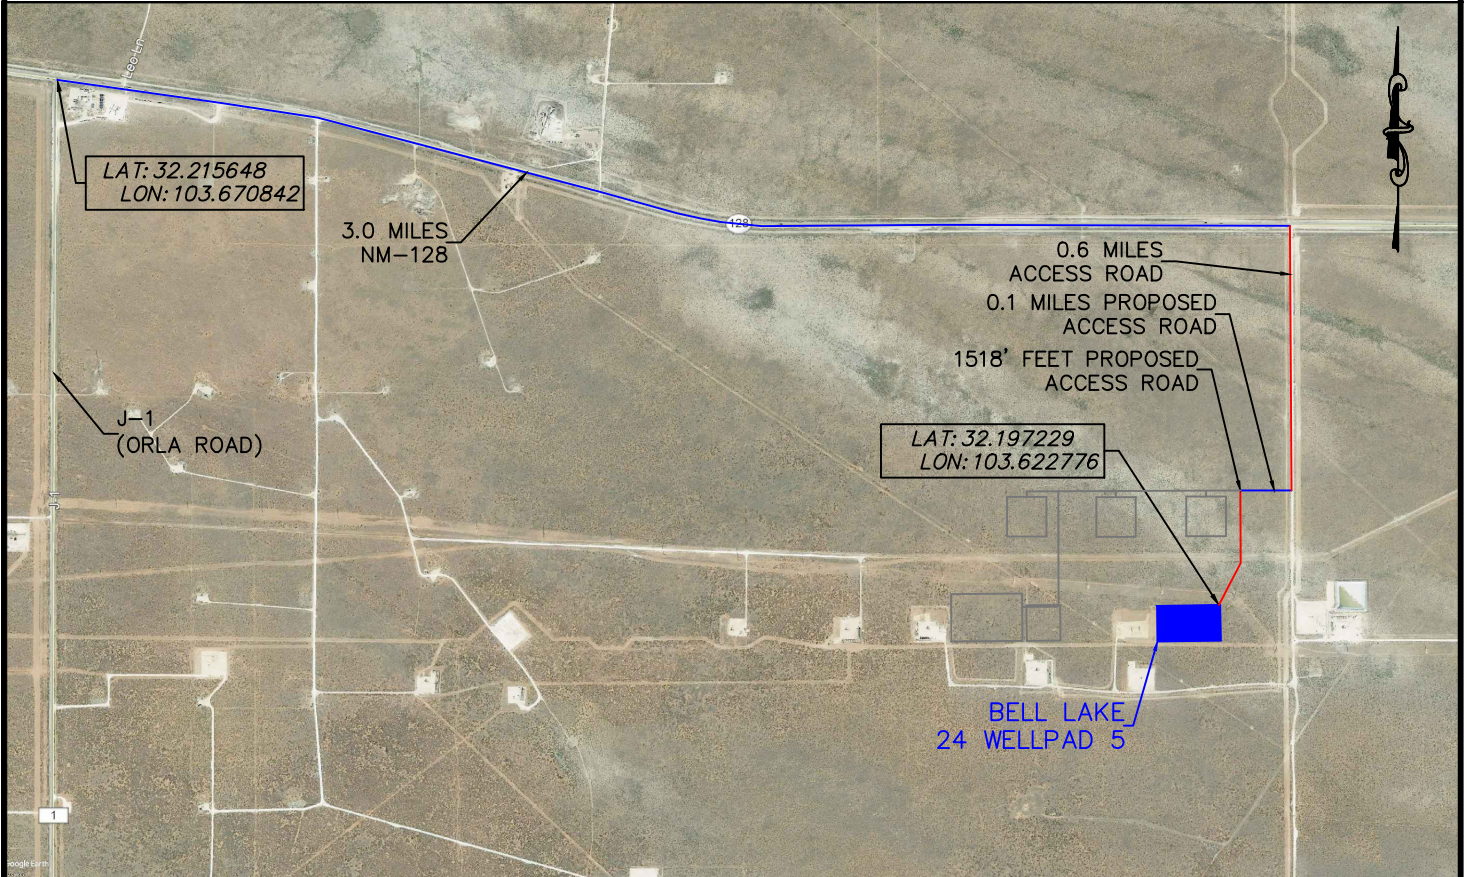 Leo Ln
LAT: 32.215648
LON: 103.670842
3.0 MILES
NM-128
128
0.6 MILES
ACCESS ROAD
0.1 MILES PROPOSED
ACCESS ROAD
1518' FEET PROPOSED
ACCESS ROAD
J-1
(ORLA ROAD)
LAT: 32.197229
LON: 103.622776
J-1
BELL LAKE
24 WELLPAD 5
1
Google Earth